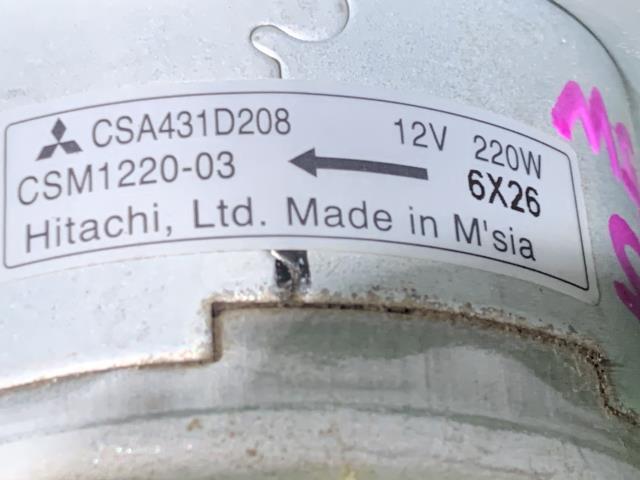 CSA431D208 12V 220W
CSM1220-03 6X26
Hitachi, Ltd. Made in M'sia